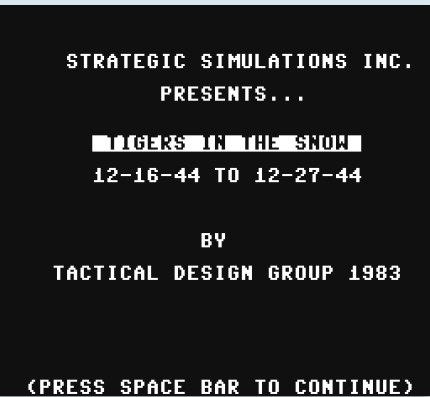 STRATEGIC SIMULATIONS INC.
PRESENTS...
TIGERS IN THE SNOW
12-16-44 TO 12-27-44
BY
TACTICAL DESIGN GROUP 1983
(PRESS SPACE BAR TO CONTINUE)